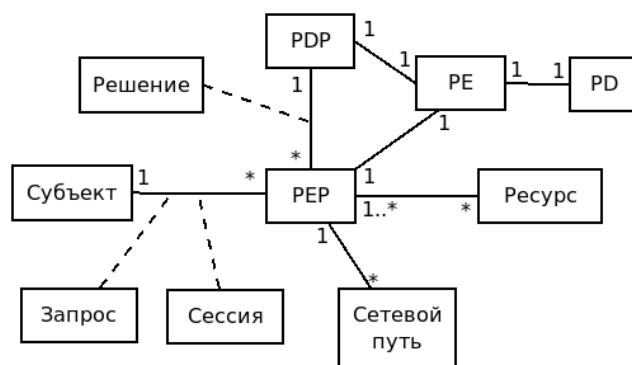 PDP
1
1
1
PE
1
1
PD
Решение
1
*
Субъект
1
*
PEP
1
1..*
*
Ресурс
1
*
Запрос
Сессия
Сетевой
путь